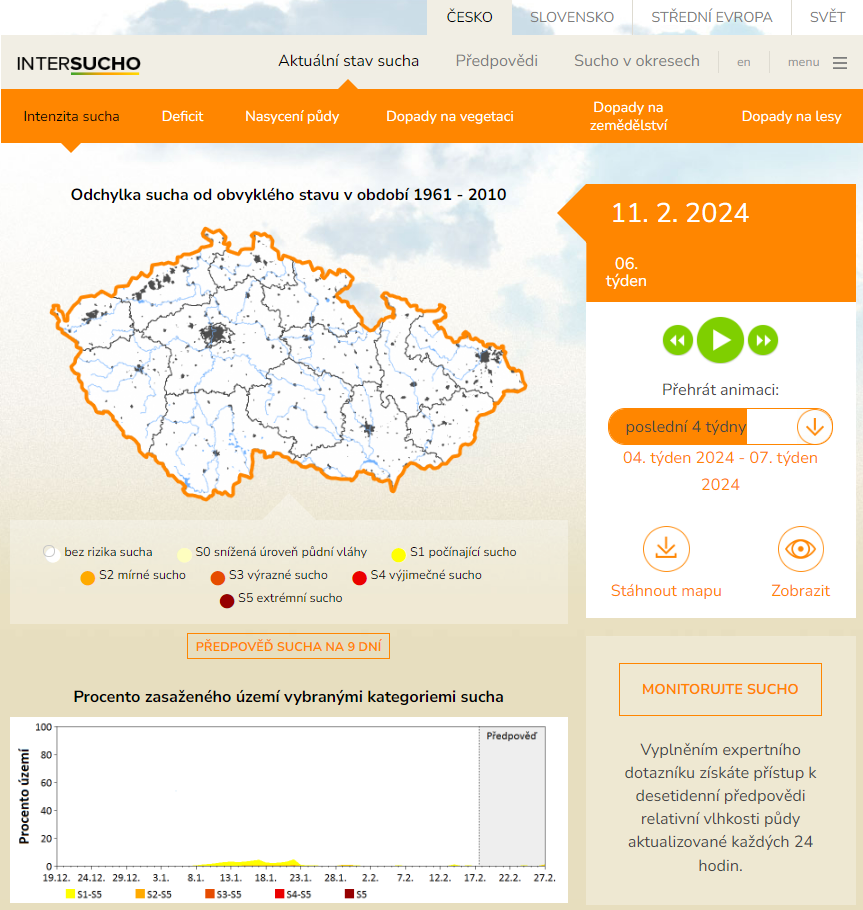 ČESKO SLOVENSKO STŘEDNÍ EVROPA SVĚT
INTERSUCHO Aktuální stav sucha Předpovědi Sucho v okresech en menu
Intenzita sucha Deficit Nasycení půdy Dopady na vegetaci Dopady na zemědělství Dopady na lesy
Odchylka sucha od obvyklého stavu v období 1961 - 2010
11. 2. 2024
06.
týden
Přehrát animaci:
poslední 4 týdny
04. týden 2024 - 07. týden
2024
Stáhnout mapu Zobrazit
bez rizika sucha S0 snížená úroveň půdní vláhy S1 počínající sucho
S2 mírné sucho S3 výrazné sucho S4 výjimečné sucho
S5 extrémní sucho
PŘEDPOVĚĎ SUCHA NA 9 DNÍ
Procento zasaženého území vybranými kategoriemi sucha
Procento území
100
80
60
40
20
0
Předpověď
19.12. 24.12. 29.12. 3.1. 8.1. 13.1. 18.1. 23.1. 28.1. 2.2. 7.2. 12.2. 17.2. 22.2. 27.2.
S1-S5 S2-S5 S3-S5 S4-S5 S5
MONITORUJTE SUCHO
Vyplněním expertního
dotazníku získáte přístup k
desetidenní předpovědi
relativní vlhkosti půdy
aktualizované každých 24
hodin.